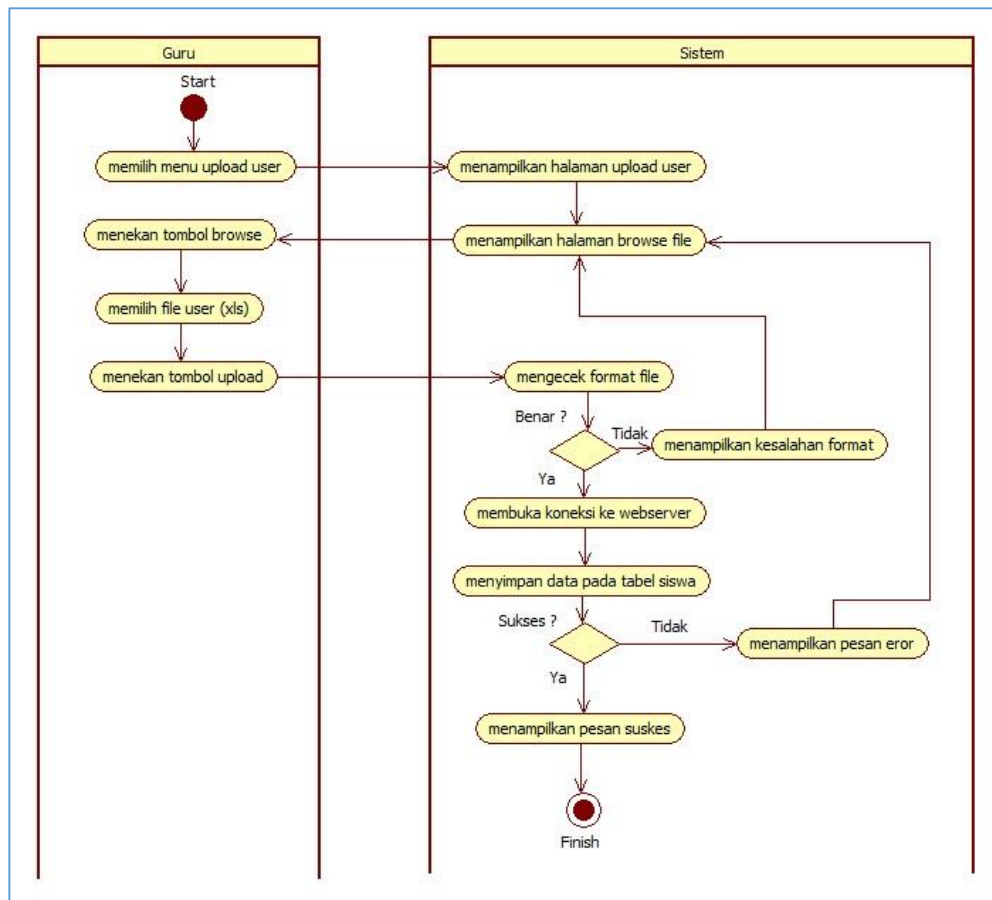 Guru
Sistem
Start
memilih menu upload user
menampilkan halaman upload user
menekan tombol browse
menampilkan halaman browse file
memilih file user (xls)
menekan tombol upload
mengecek format file
Benar ?
Tidak
menampilkan kesalahan format
Ya
membuka koneksi ke webserver
menyimpan data pada tabel siswa
Sukses ?
Tidak
menampilkan pesan eror
Ya
menampilkan pesan suskes
Finish